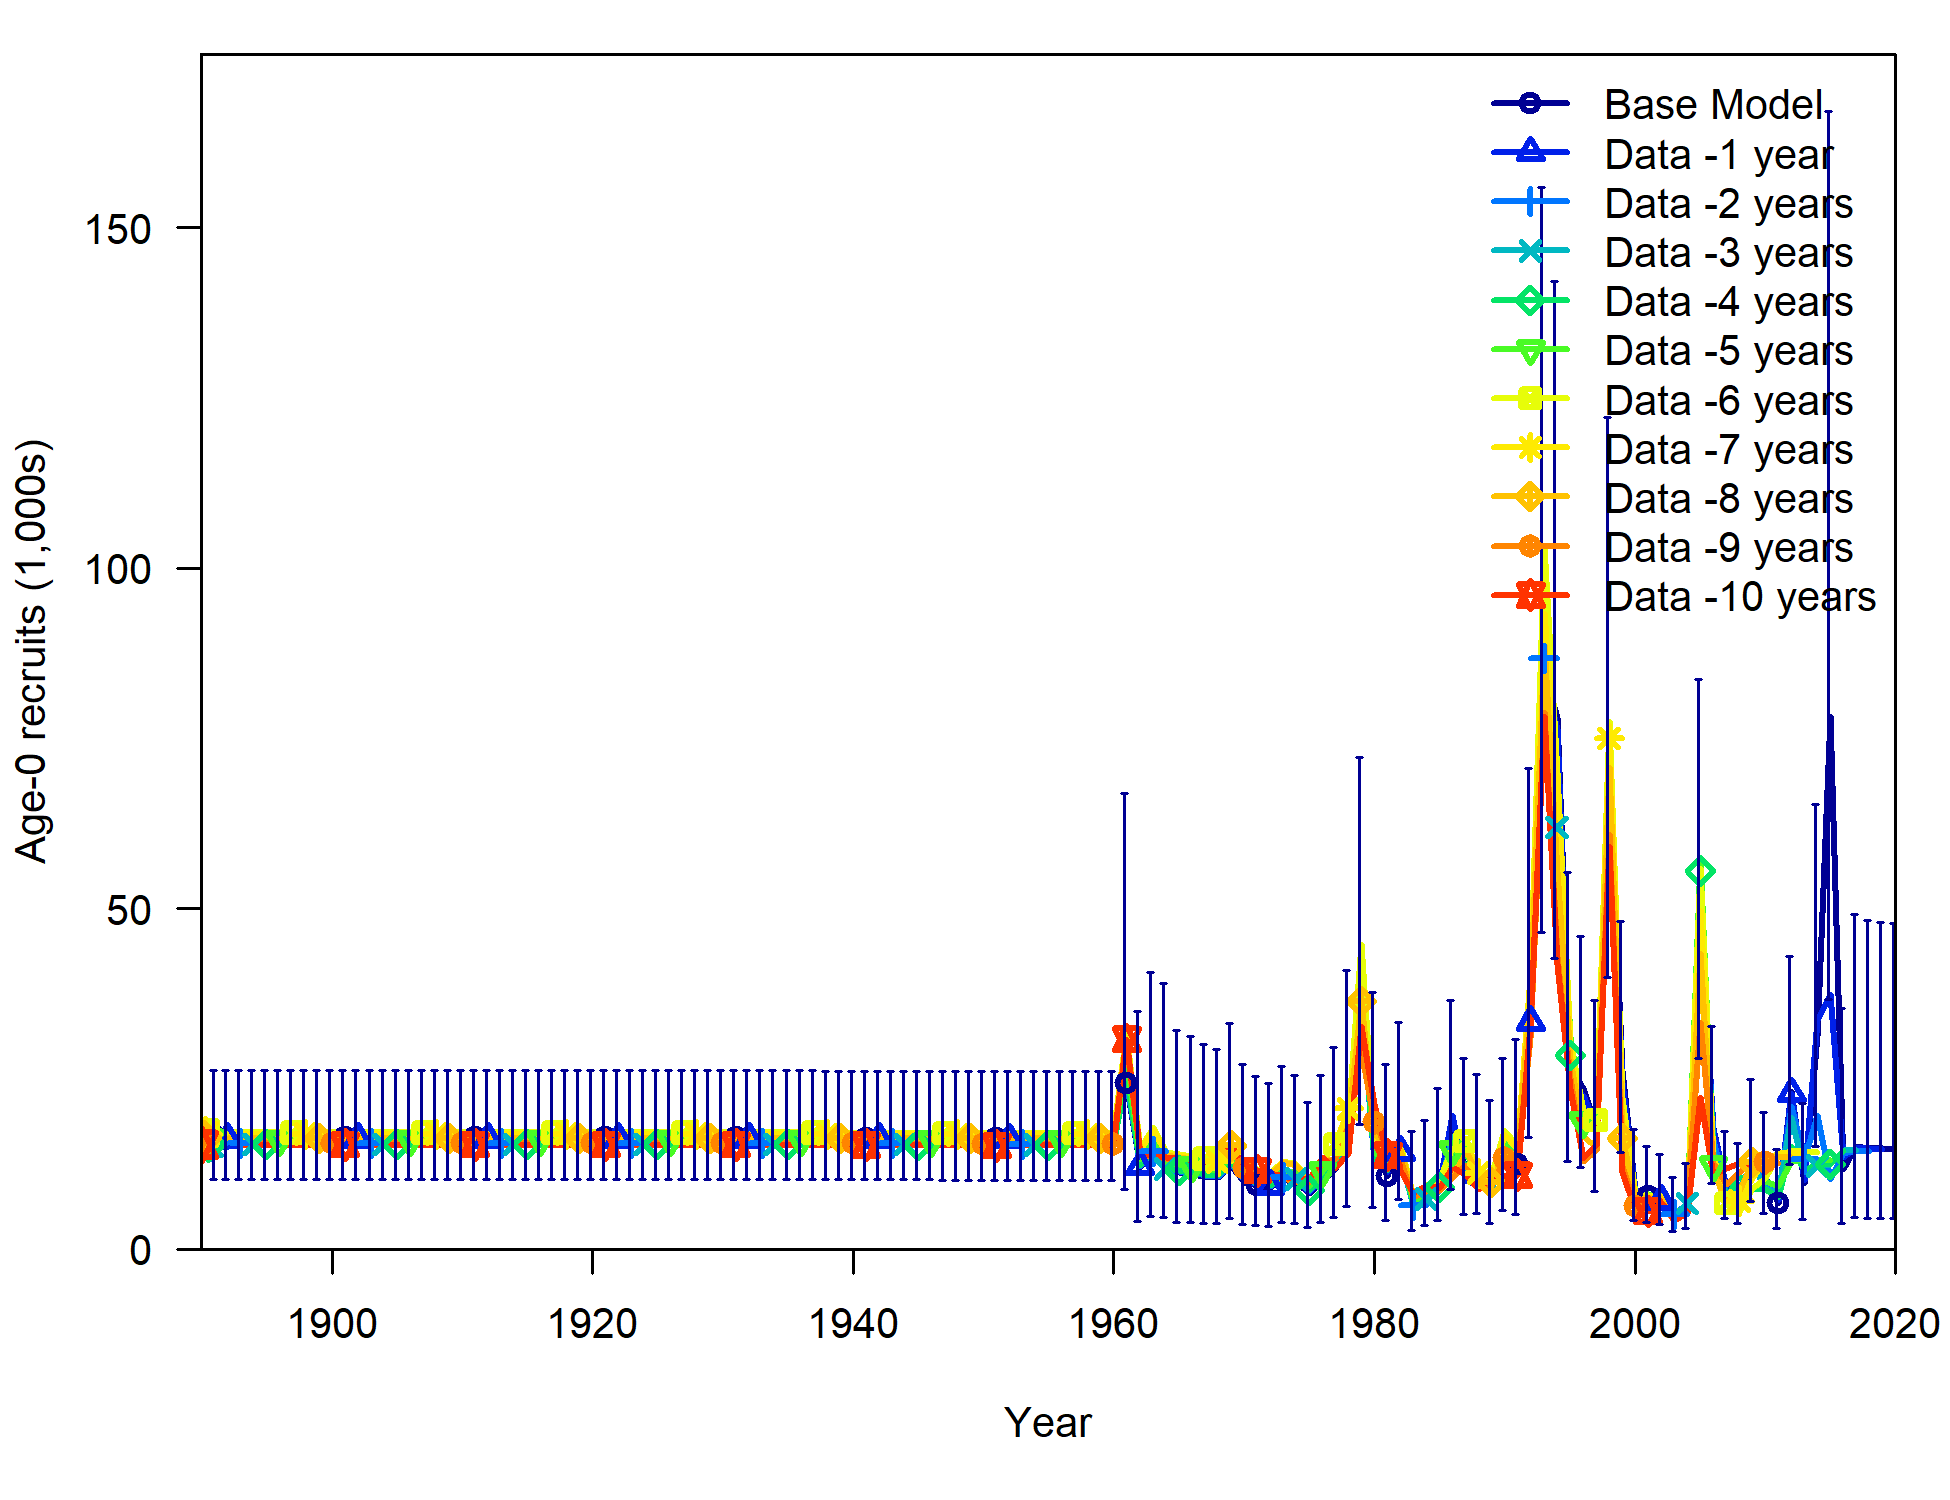 Base Model
Data -1 year
Data -2 years
Data -3 years
Data -4 years
Data -5 years
Data -6 years
Data -7 years
Data -8 years
Data -9 years
Data -10 years
150
100
50
0
Age-0 recruits (1,000s)
1900 1920 1940 1960 1980 2000 2020
Year